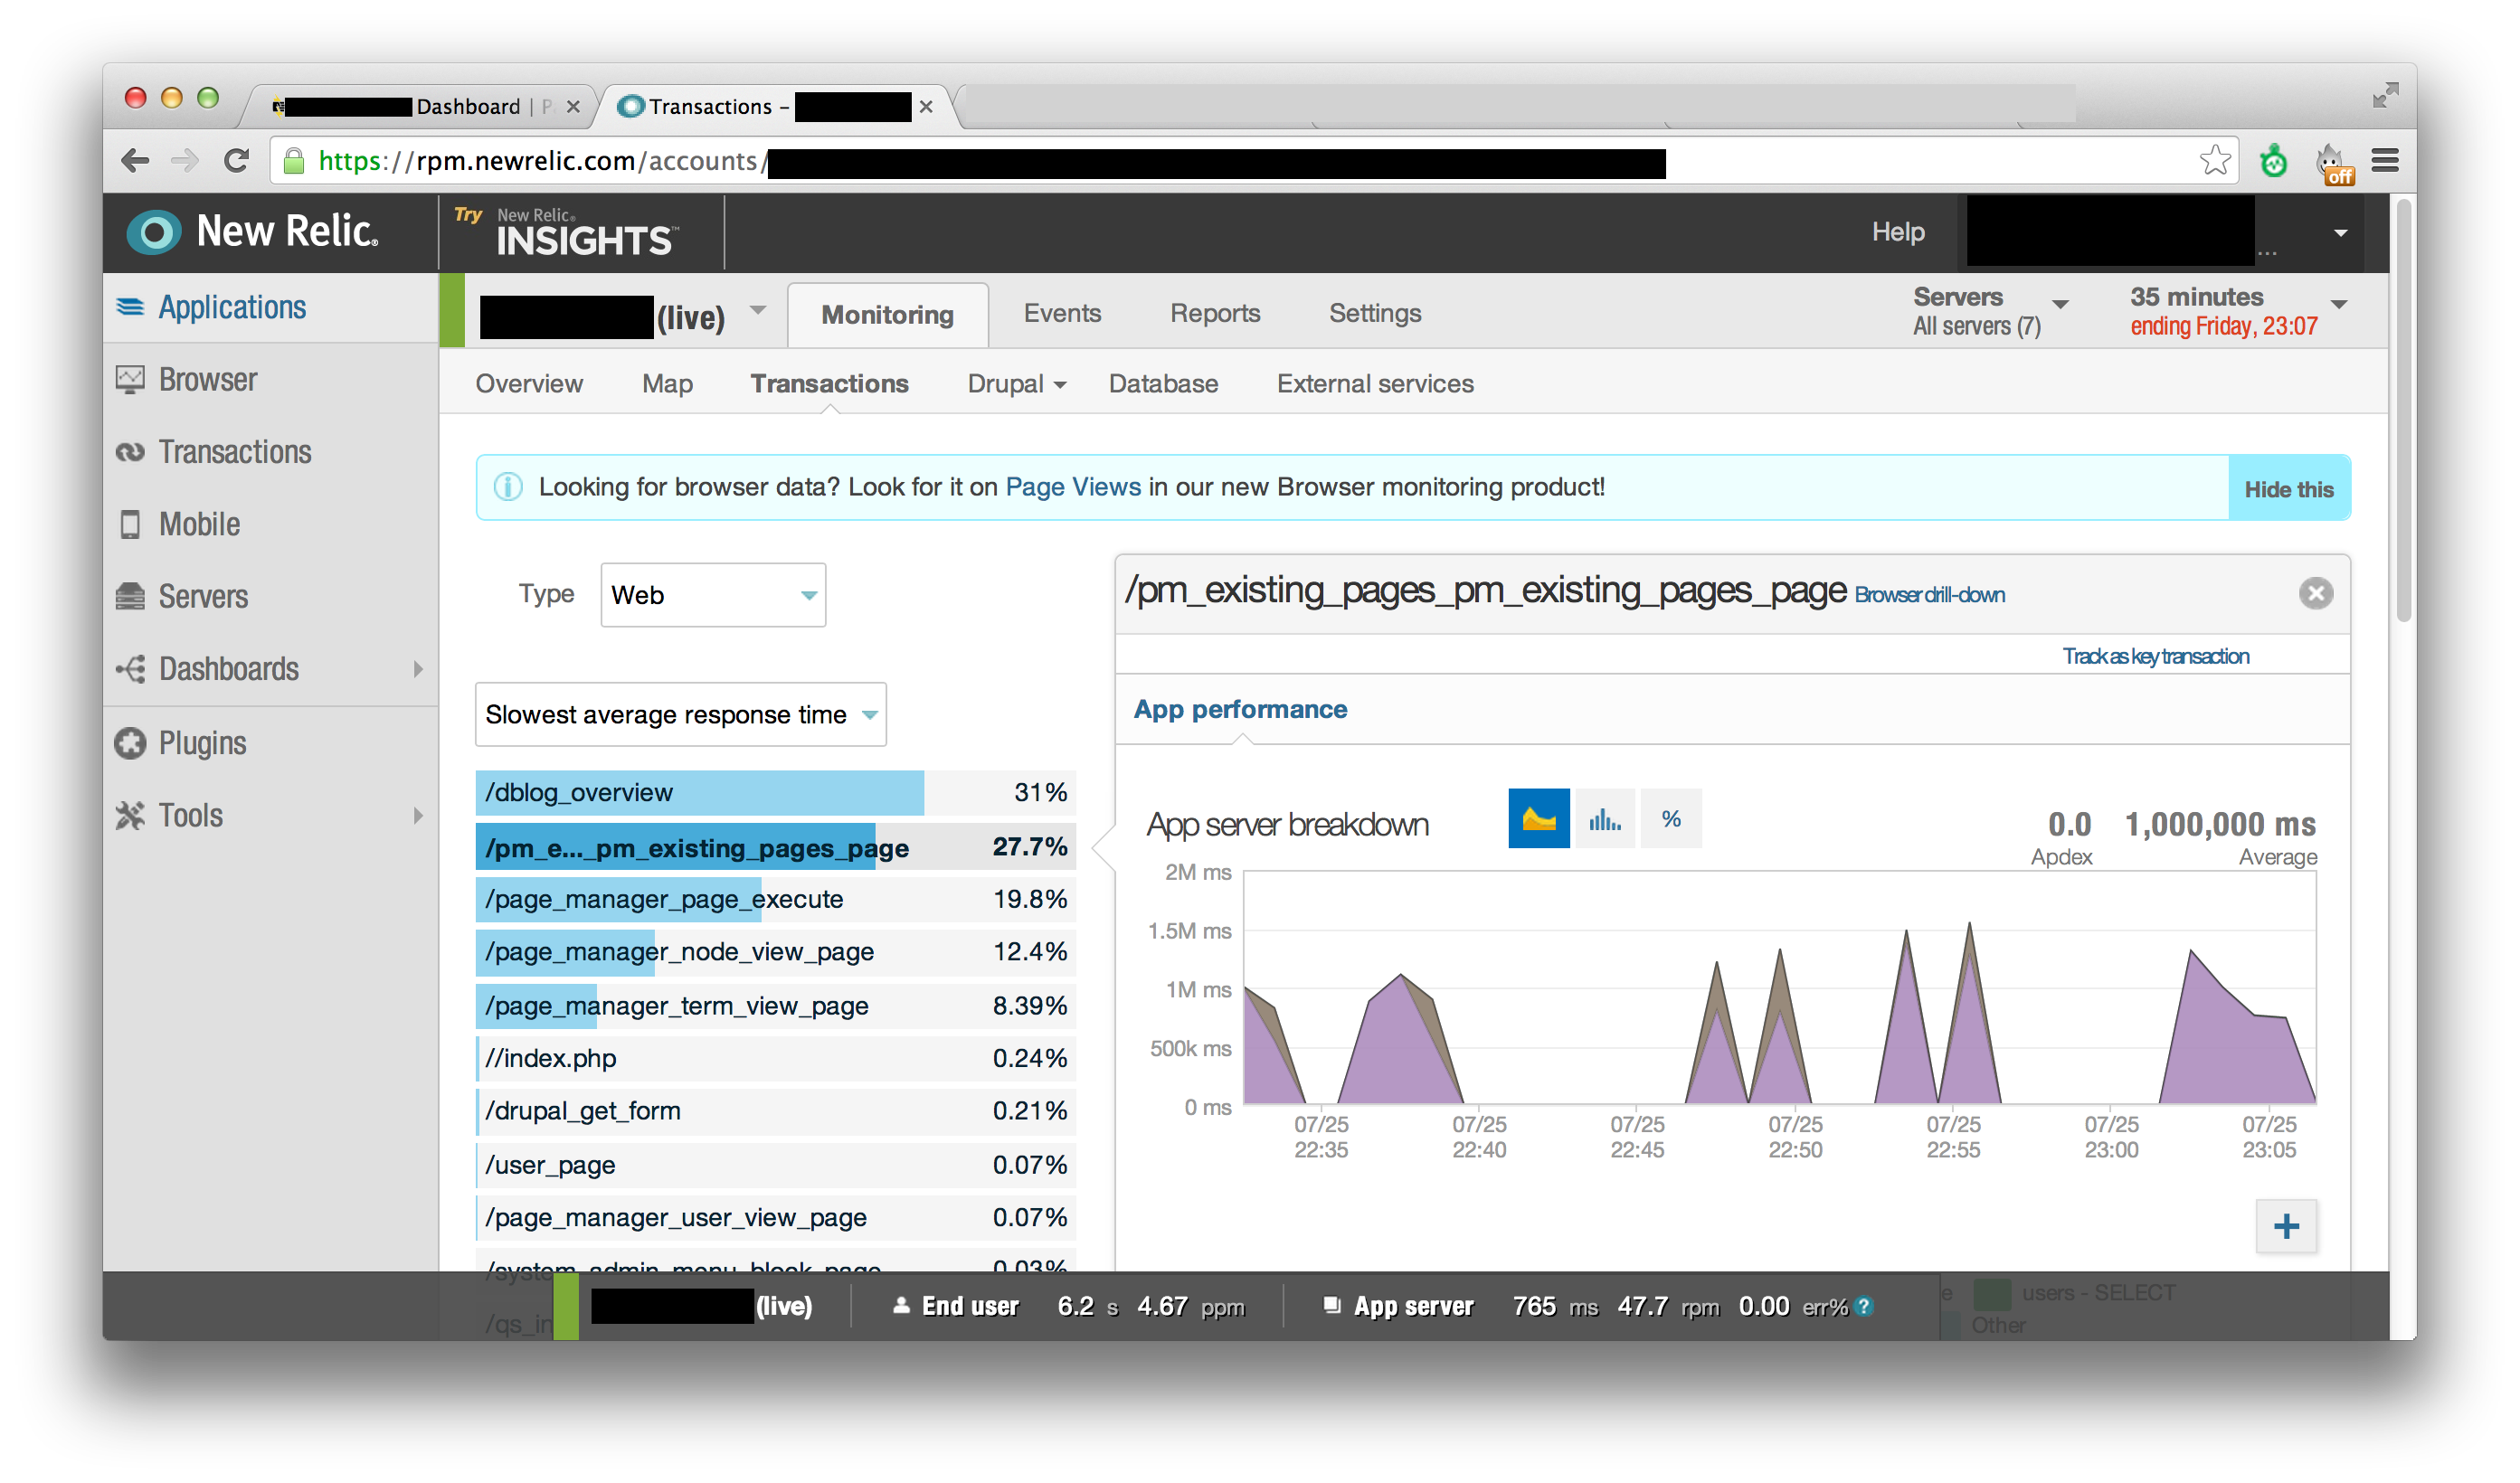 Dashboard | P
Transactions –
https://rpm.newrelic.com/accounts/
off
New Relic®
Try New Relic® INSIGHTS™
Help
...
Applications
Browser
Transactions
Mobile
Servers
Dashboards
Plugins
Tools
(live)
Monitoring
Events
Reports
Settings
Servers
All servers (7)
35 minutes
ending Friday, 23:07
Overview
Map
Transactions
Drupal
Database
External services
Looking for browser data? Look for it on Page Views in our new Browser monitoring product!
Hide this
Type
Web
Slowest average response time
/dblog_overview 31%
/pm_e..._pm_existing_pages_page 27.7%
/page_manager_page_execute 19.8%
/page_manager_node_view_page 12.4%
/page_manager_term_view_page 8.39%
//index.php 0.24%
/drupal_get_form 0.21%
/user_page 0.07%
/page_manager_user_view_page 0.07%
/system_admin_menu_block_page 0.03%
/qs_in
/pm_existing_pages_pm_existing_pages_page Browser drill-down
Track as key transaction
App performance
App server breakdown
%
0.0
Apdex
1,000,000 ms
Average
2M ms
1.5M ms
1M ms
500k ms
0 ms
07/25 22:35
07/25 22:40
07/25 22:45
07/25 22:50
07/25 22:55
07/25 23:00
07/25 23:05
+
e
users - SELECT
Other
(live)
End user 6.2 s 4.67 ppm
App server 765 ms 47.7 rpm 0.00 err% ?